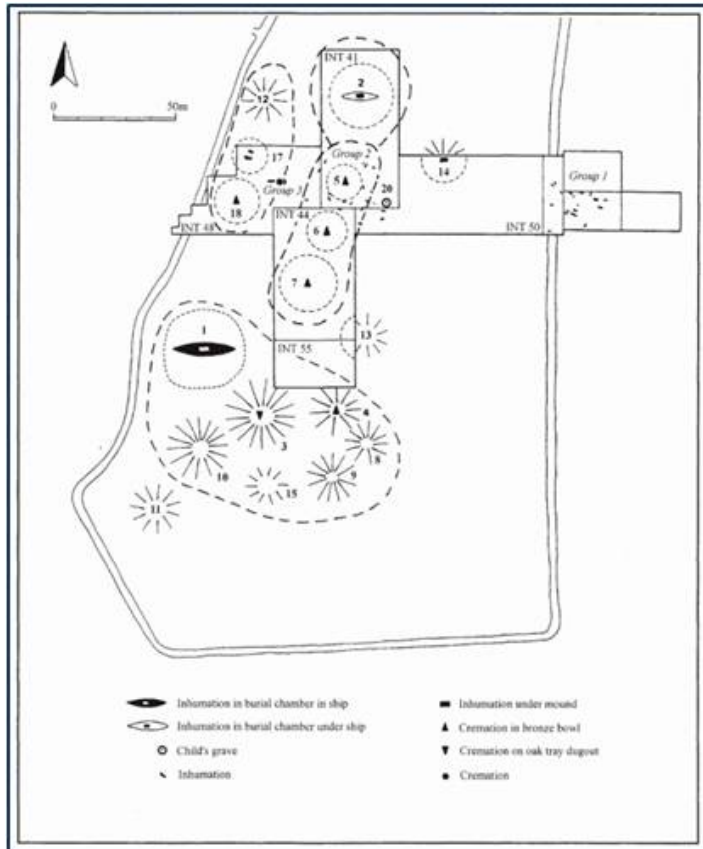 INT 41
2
12
0 50m
17
Group 2
14
Group 1
5
Group 3
20
18
INT 44
6
INT 48
INT 50
7
1
13
INT 55
4
3
8
10
9
15
11
Inhumation in burial chamber in ship
Inhumation under mound
Inhumation in burial chamber under ship
Cremation in bronze bowl
Child's grave
Cremation on oak tray dugout
Inhumation
Cremation